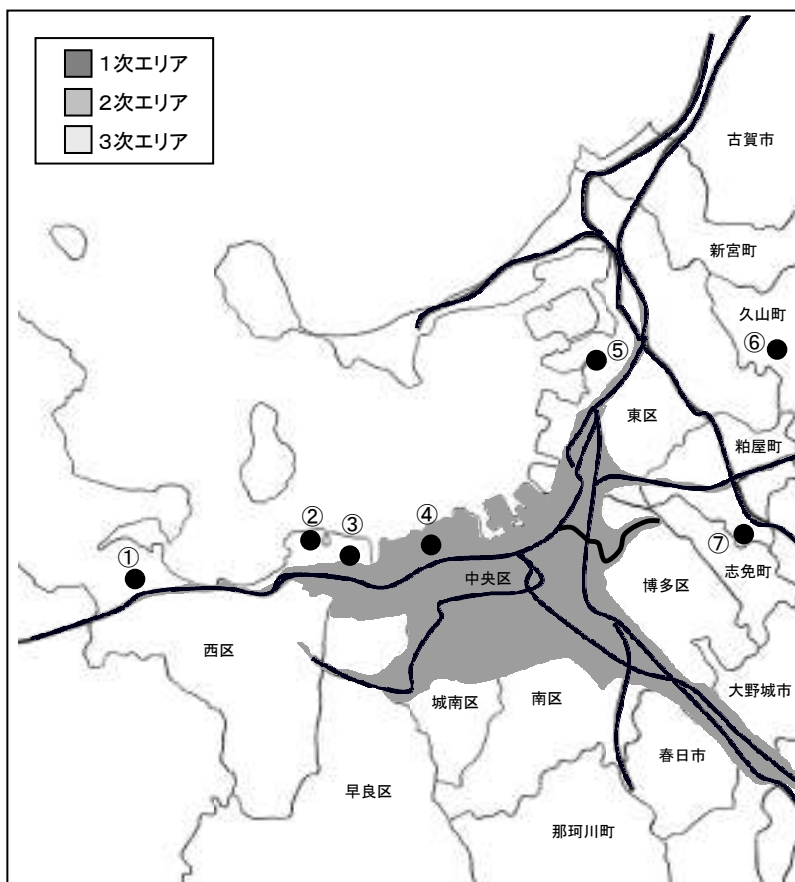 1次エリア
2次エリア
3次エリア
古賀市
新宮町
久山町
⑥
⑤
東区
粕屋町
②
③
④
①
⑦
志免町
中央区
博多区
西区
大野城市
城南区
南区
春日市
早良区
那珂川町